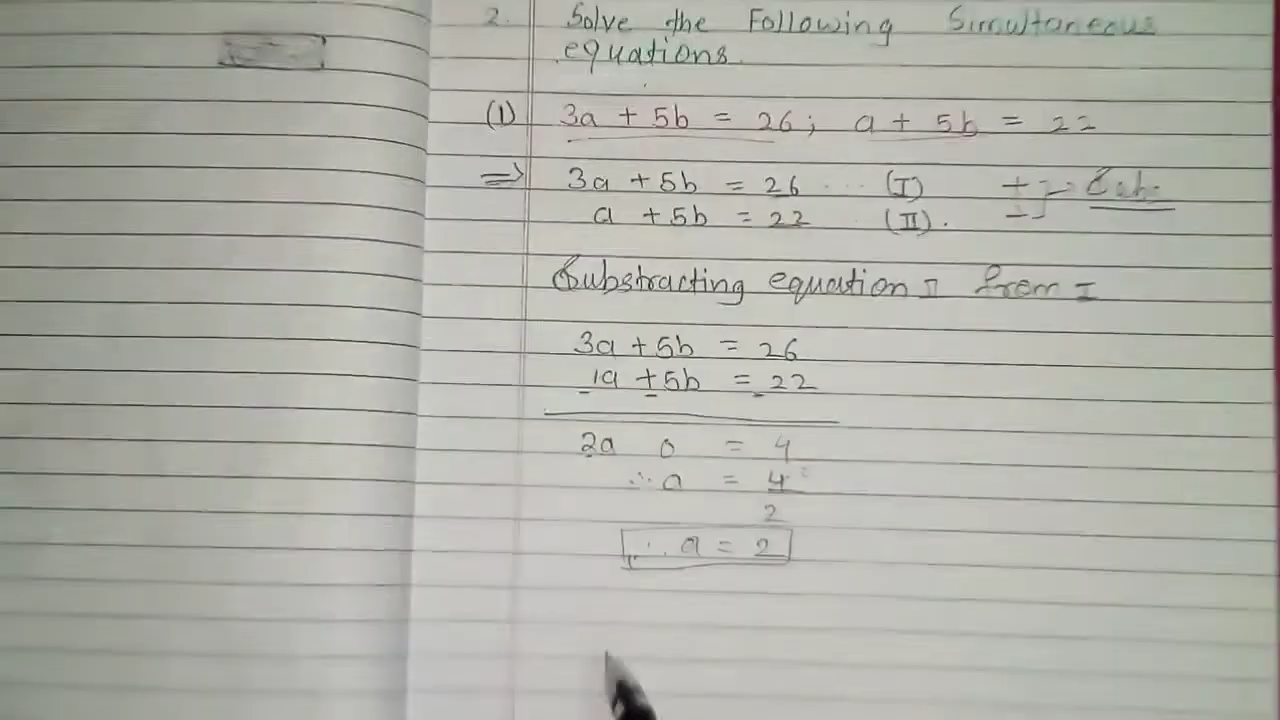 2. Solve the Following Simultaneous
equations.
(1) 3a + 5b = 26; a + 5b = 22
⇒ 3a + 5b = 26 ... (I)
a + 5b = 22 (II).
Substracting equation II from I
3a + 5b = 26
1a + 5b = 22
- - -
2a 0 = 4
∴ a = 4
2
∴ a = 2